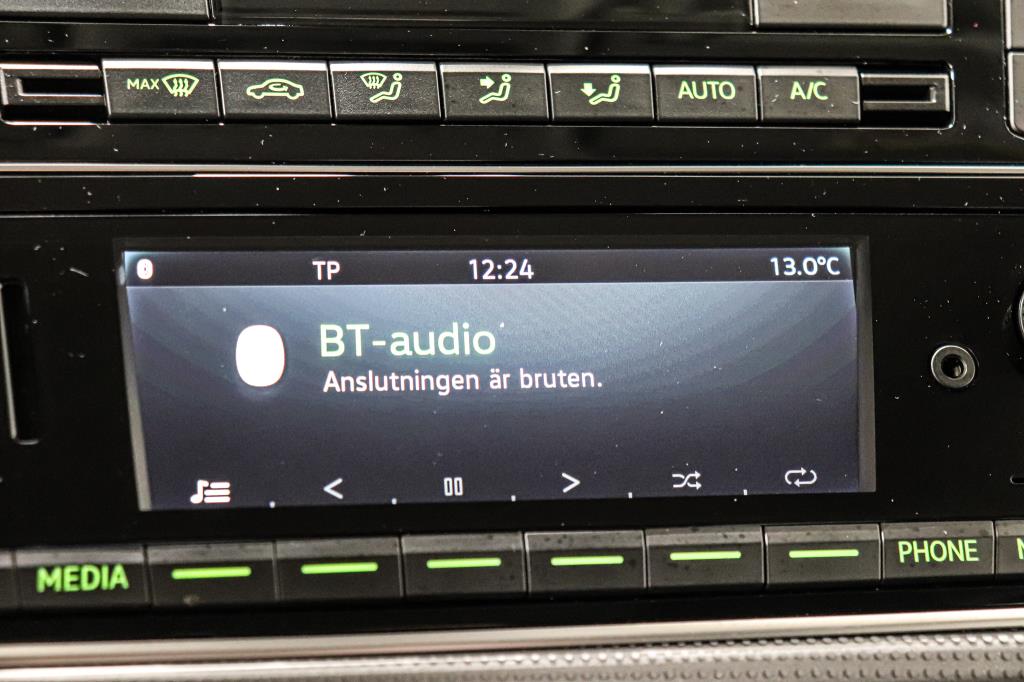 MAX
AUTO
A/C
TP 12:24 13.0°C
BT-audio
Anslutningen är bruten.
MEDIA
PHONE